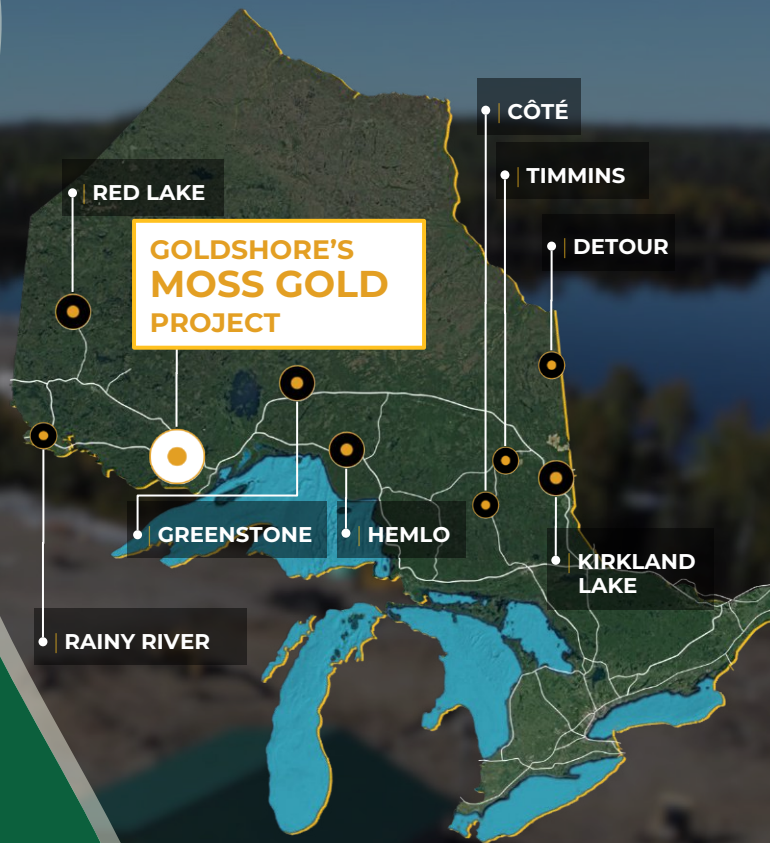 CÔTÉ
TIMMINS
RED LAKE
GOLDSHORE’S
MOSS GOLD
PROJECT
DETOUR
GREENSTONE
HEMLO
KIRKLAND
LAKE
RAINY RIVER